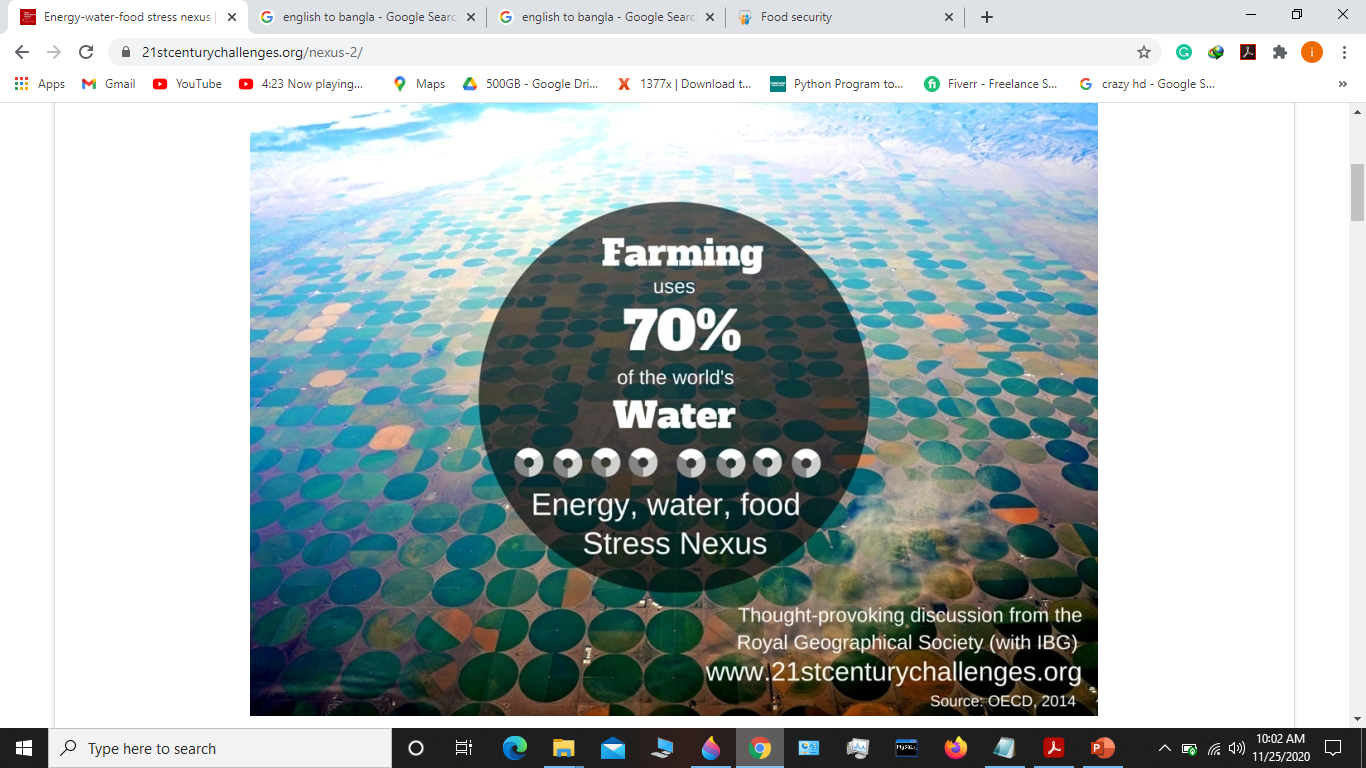 Energy-water-food stress nexus |
english to bangla - Google Searc
english to bangla - Google Searc
Food security
21stcenturychallenges.org/nexus-2/
i
Apps
Gmail
YouTube
4:23 Now playing...
Maps
500GB - Google Dri...
1377x | Download t...
Python Program to...
Fiverr - Freelance S...
crazy hd - Google S...
»
Farming
uses
70%
of the world's
Water
Energy, water, food
Stress Nexus
Thought-provoking discussion from the
Royal Geographical Society (with IBG)
www.21stcenturychallenges.org
Source: OECD, 2014
Type here to search
10:02 AM
11/25/2020